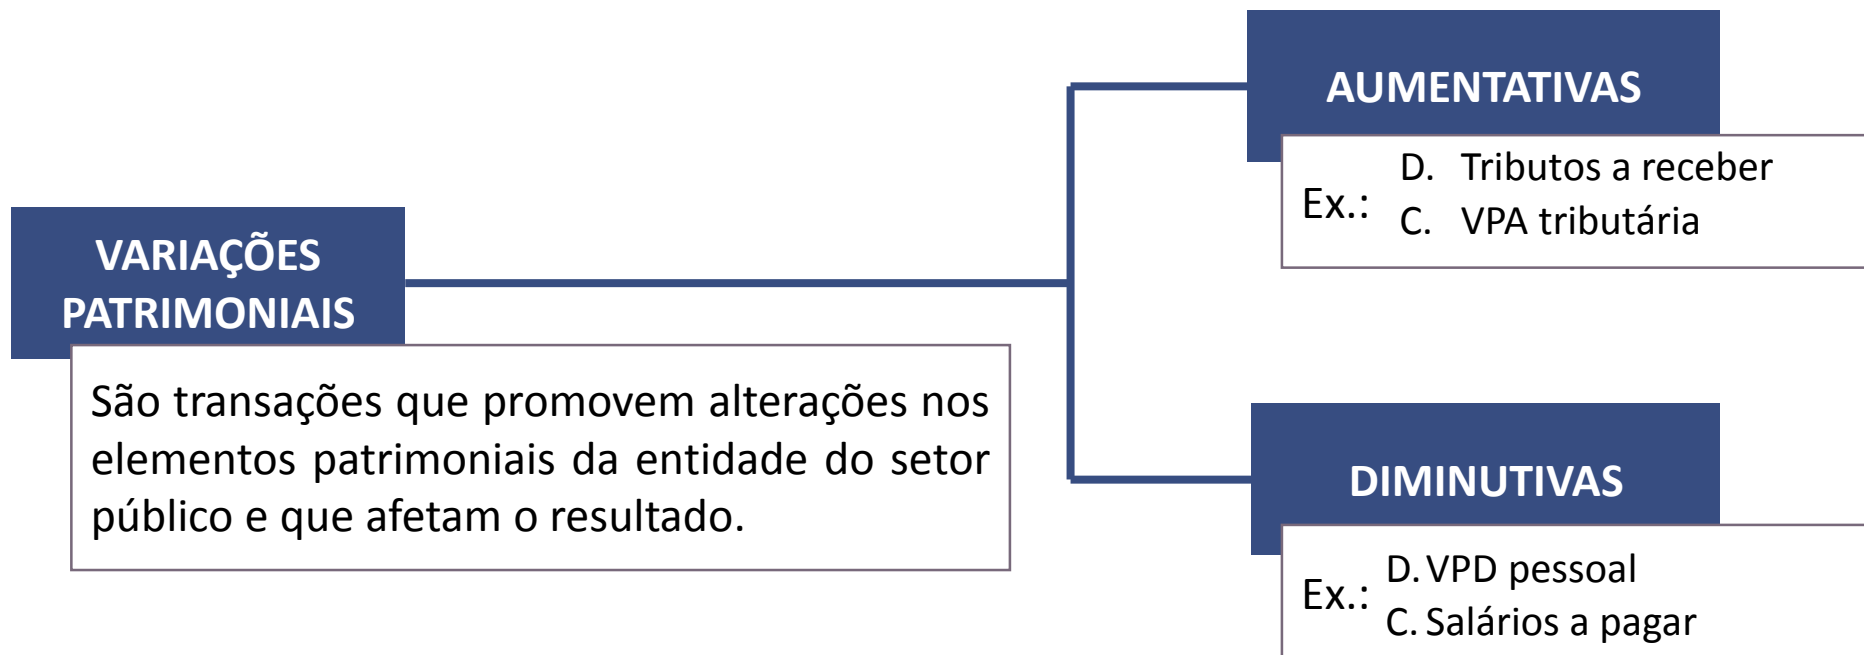 VARIAÇÕES
PATRIMONIAIS
São transações que promovem alterações nos
elementos patrimoniais da entidade do setor
público e que afetam o resultado.
AUMENTATIVAS
Ex.: D. Tributos a receber
C. VPA tributária
DIMINUTIVAS
Ex.: D. VPD pessoal
C. Salários a pagar